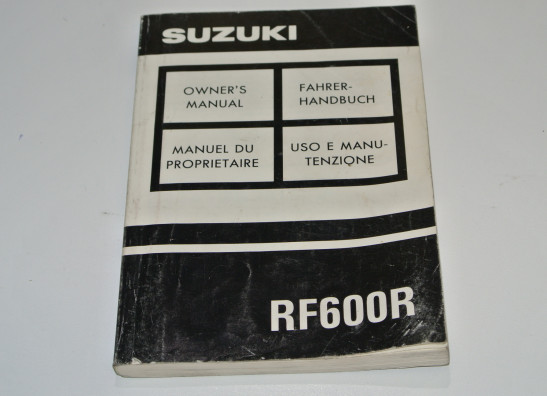 SUZUKI
OWNER'S
MANUAL
FAHRER-
HANDBUCH
MANUEL DU
PROPRIETAIRE
USO E MANU-
TENZIONE
RF600R